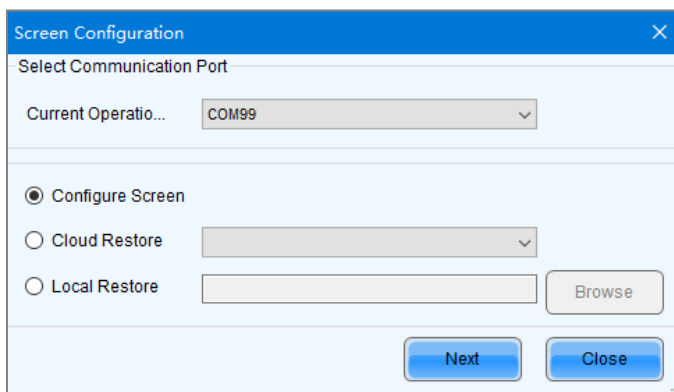 Screen Configuration
Select Communication Port
Current Operatio... COM99
Configure Screen
Cloud Restore
Local Restore Browse
Next Close